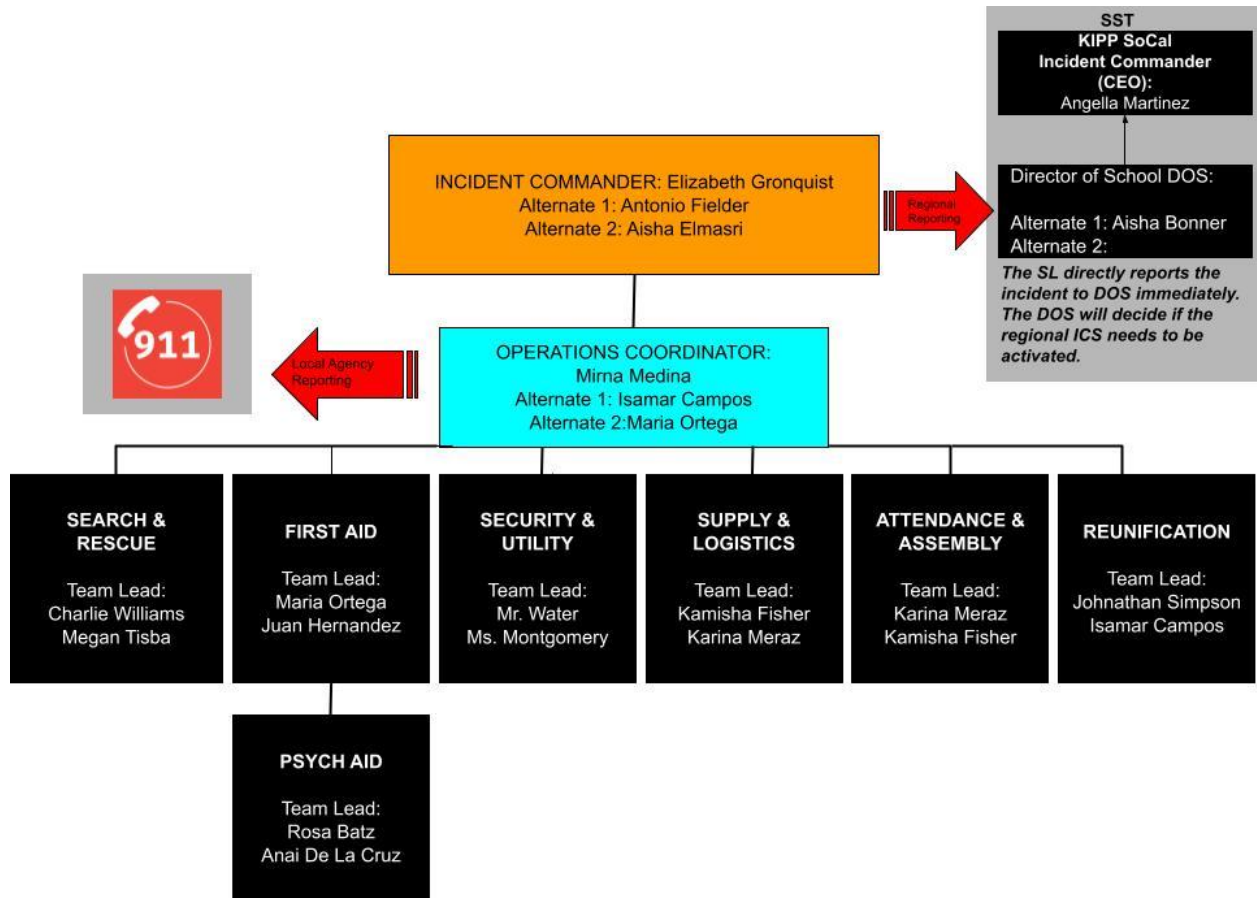 SST
KIPP SoCal
Incident Commander
(CEO):
Angella Martinez
INCIDENT COMMANDER: Elizabeth Gronquist
Alternate 1: Antonio Fielder
Alternate 2: Aisha Elmasri
Regional
Reporting
Director of School DOS:
Alternate 1: Aisha Bonner
Alternate 2:
The SL directly reports the
incident to DOS immediately.
The DOS will decide if the
regional ICS needs to be
activated.
911
Local Agency
Reporting
OPERATIONS COORDINATOR:
Mirna Medina
Alternate 1: Isamar Campos
Alternate 2:Maria Ortega
SEARCH &
RESCUE
Team Lead:
Charlie Williams
Megan Tisba
FIRST AID
Team Lead:
Maria Ortega
Juan Hernandez
SECURITY &
UTILITY
Team Lead:
Mr. Water
Ms. Montgomery
SUPPLY &
LOGISTICS
Team Lead:
Kamisha Fisher
Karina Meraz
ATTENDANCE &
ASSEMBLY
Team Lead:
Karina Meraz
Kamisha Fisher
REUNIFICATION
Team Lead:
Johnathan Simpson
Isamar Campos
PSYCH AID
Team Lead:
Rosa Batz
Anai De La Cruz